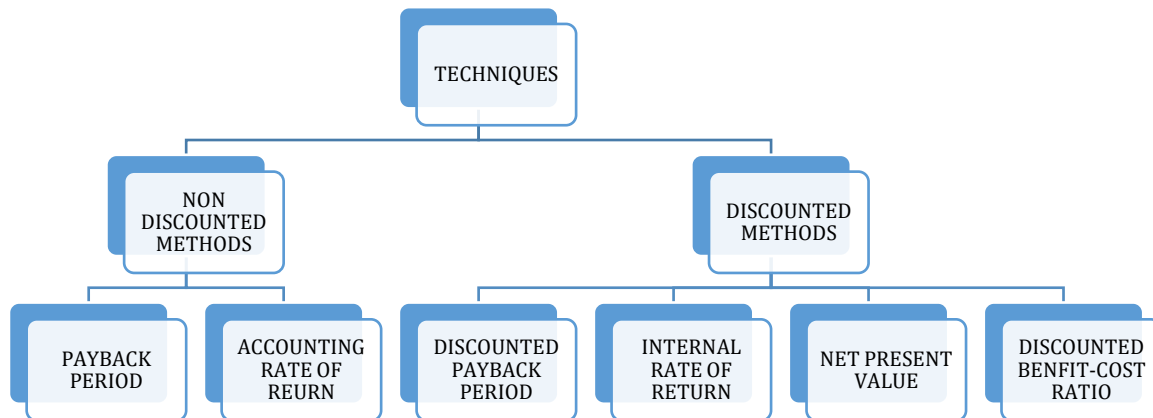 TECHNIQUES
NON
DISCOUNTED
METHODS
DISCOUNTED
METHODS
PAYBACK
PERIOD
ACCOUNTING
RATE OF
REURN
DISCOUNTED
PAYBACK
PERIOD
INTERNAL
RATE OF
RETURN
NET PRESENT
VALUE
DISCOUNTED
BENFIT-COST
RATIO